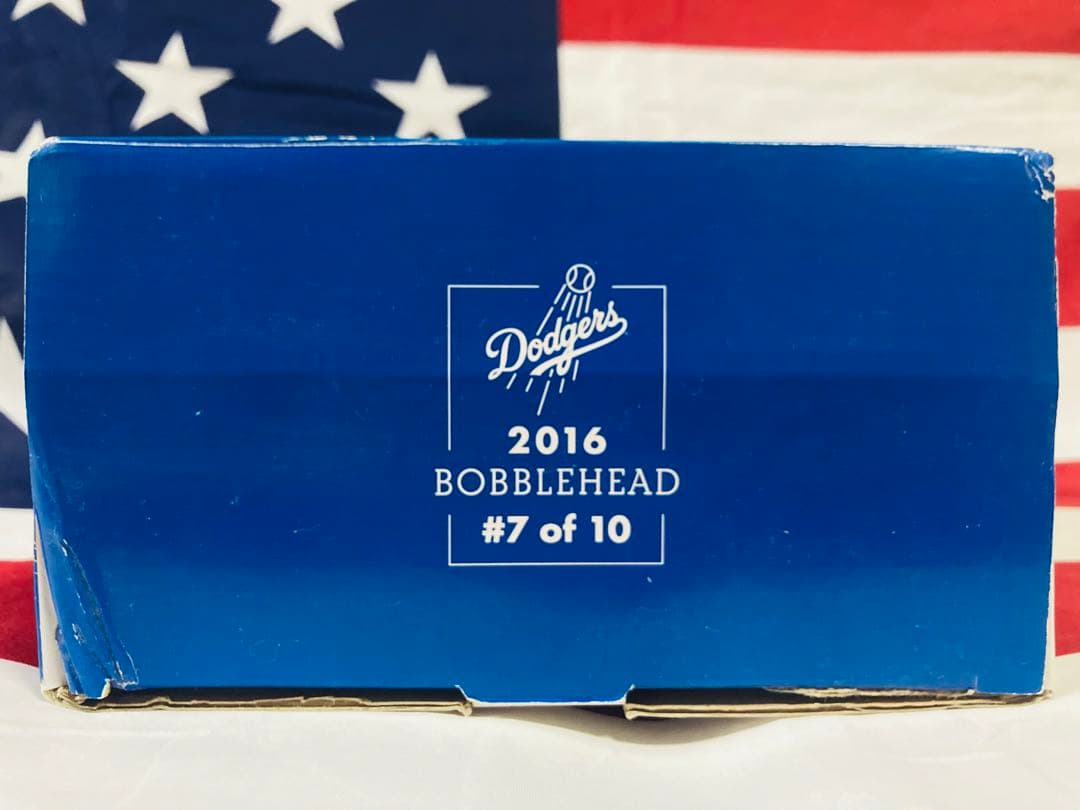 Dodgers
2016
BOBBLEHEAD
#7 of 10